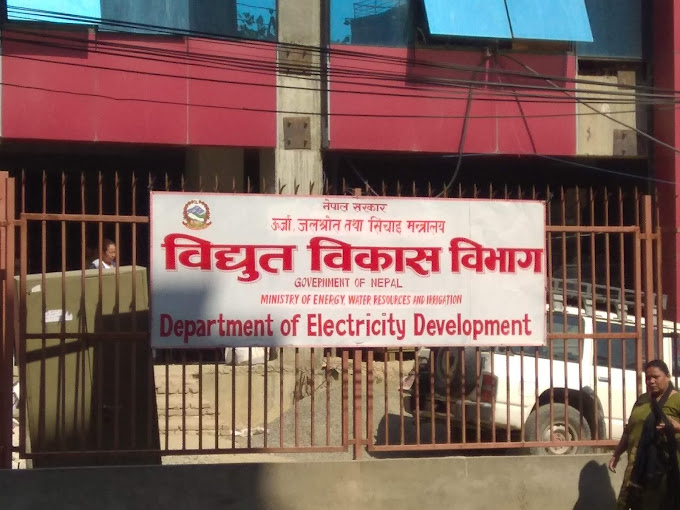 नेपाल सरकार
ऊर्जा, जलश्रोत तथा सिंचाइ मन्त्रालय
विद्युत विकास विभाग
GOVERNMENT OF NEPAL
MINISTRY OF ENERGY, WATER RESOURCES AND IRRIGATION
Department of Electricity Development